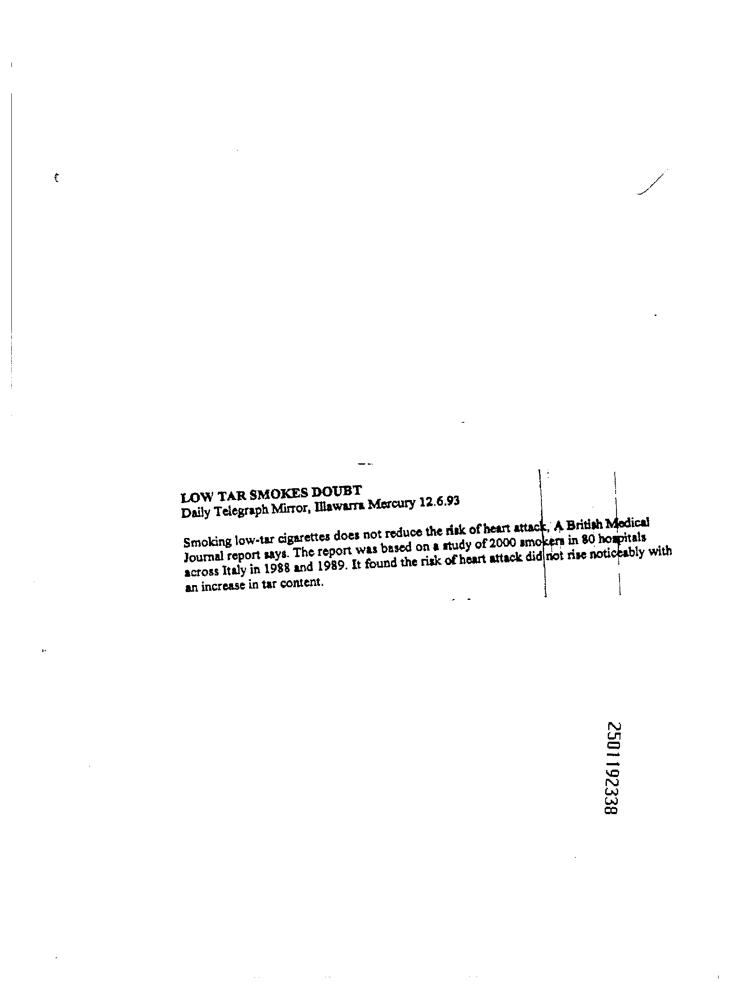 LOW TAR SMOKES DOUBT
Daily Telegraph Mirror, Illawarra Mercury 12.6.93
Smoking low-tar cigarettes does not reduce the risk of heart attack, A British Medical
Journal report says. The report was based on a study of 2000 smokers in 80 hospitals
across Italy in 1988 and 1989. It found the risk of heart attack did not rise noticeably with
an increase in tar content.
2501192338